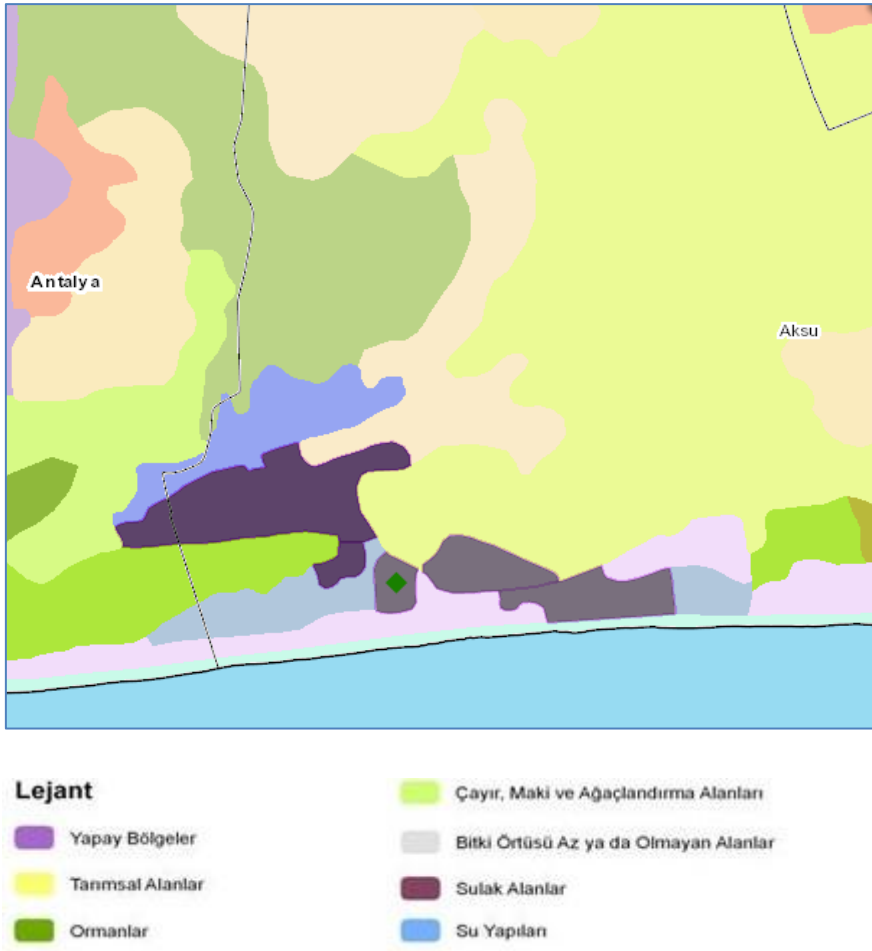 Antalya
Aksu
Lejant
Yapay Bölgeler
Tarımsal Alanlar
Ormanlar
Çayır, Maki ve Ağaçlandırma Alanları
Bitki Örtüsü Az ya da Olmayan Alanlar
Sulak Alanlar
Su Yapıları